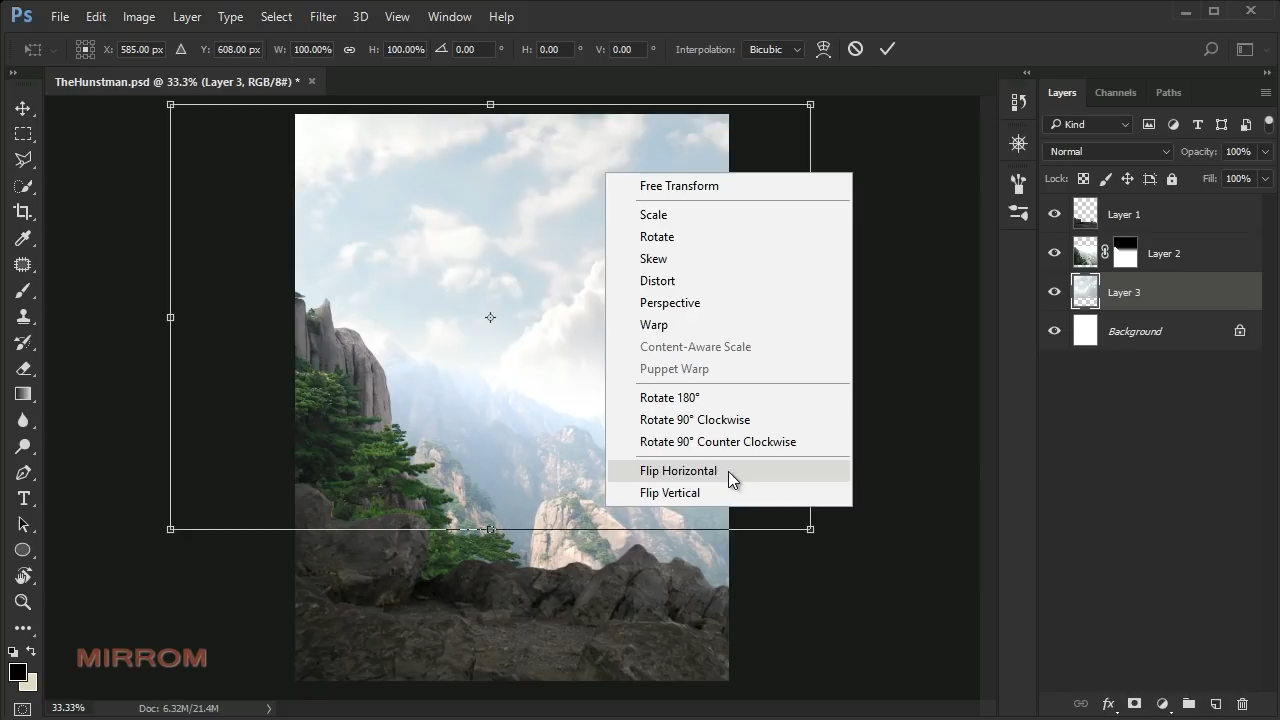 Ps File Edit Image Layer Type Select Filter 3D View Window Help
X: 585.00 px Y: 608.00 px W: 100.00% H: 100.00% 0.00 ° H: 0.00 ° V: 0.00 ° Interpolation: Bicubic
TheHunstman.psd @ 33.3% (Layer 3, RGB/8#) *
Layers Channels Paths
Kind
Normal Opacity: 100%
Lock: Fill: 100%
Layer 1
Layer 2
Layer 3
Background
Free Transform
Scale
Rotate
Skew
Distort
Perspective
Warp
Content-Aware Scale
Puppet Warp
Rotate 180°
Rotate 90° Clockwise
Rotate 90° Counter Clockwise
Flip Horizontal
Flip Vertical
MIRROM
33.33% Doc: 6.32M/21.4M